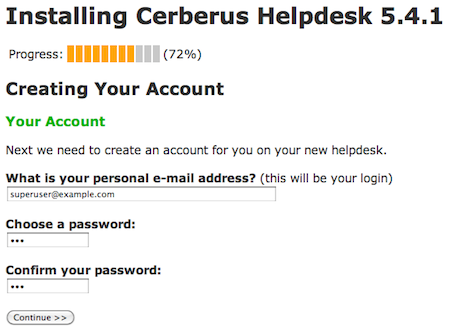 Installing Cerberus Helpdesk 5.4.1
Progress: (72%)
Creating Your Account
Your Account
Next we need to create an account for you on your new helpdesk.
What is your personal e-mail address? (this will be your login)
superuser@example.com
Choose a password:
•••
Confirm your password:
•••
Continue >>